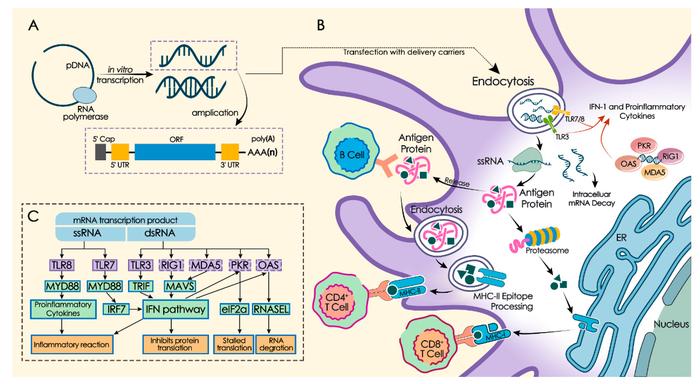 A
pDNA
in vitro
transcription
RNA
polymerase
amplication
5' Cap
ORF
poly(A)
AAA(n)
5' UTR
3' UTR
B
Transfection with delivery carriers
Endocytosis
TLR7/8
TLR3
IFN-1 and Proinflammatory
Cytokines
PKR
OAS
RIG1
MDA5
ssRNA
Intracelluar
mRNA Decay
B Cell
Antigen
Protein
Release
Antigen
Protein
Endocytosis
Proteasome
ER
MHC-II Epitope
Processing
CD4+
T Cell
MHC-II
CD8+
T Cell
MHC-I
Nucleus
C
mRNA transcription product
ssRNA
dsRNA
TLR8
TLR7
TLR3
RIG1
MDA5
PKR
OAS
MYD88
MYD88
TRIF
MAVS
Proinflammatory
Cytokines
IRF7
IFN pathway
eIF2a
RNASEL
Inflammatory reaction
Inhibits protein
translation
Stalled
translation
RNA
degration